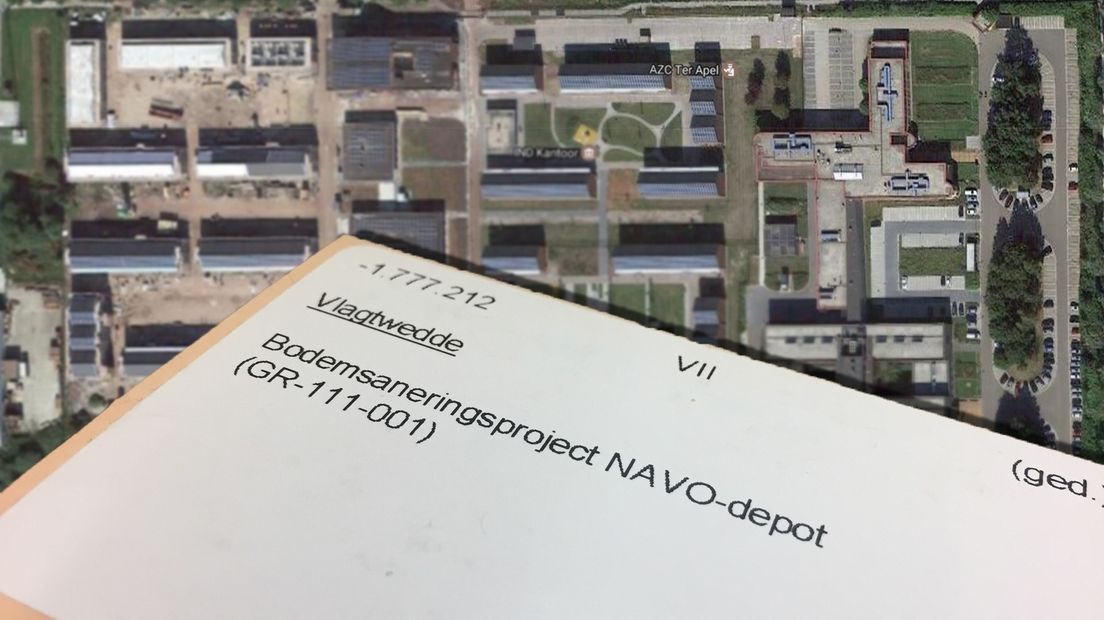 AZC Ter Apel
IND Kantoor
-1.777.212
Vlagtwedde
VII
Bodemsaneringsproject NAVO-depot
(GR-111-001)
(ged.